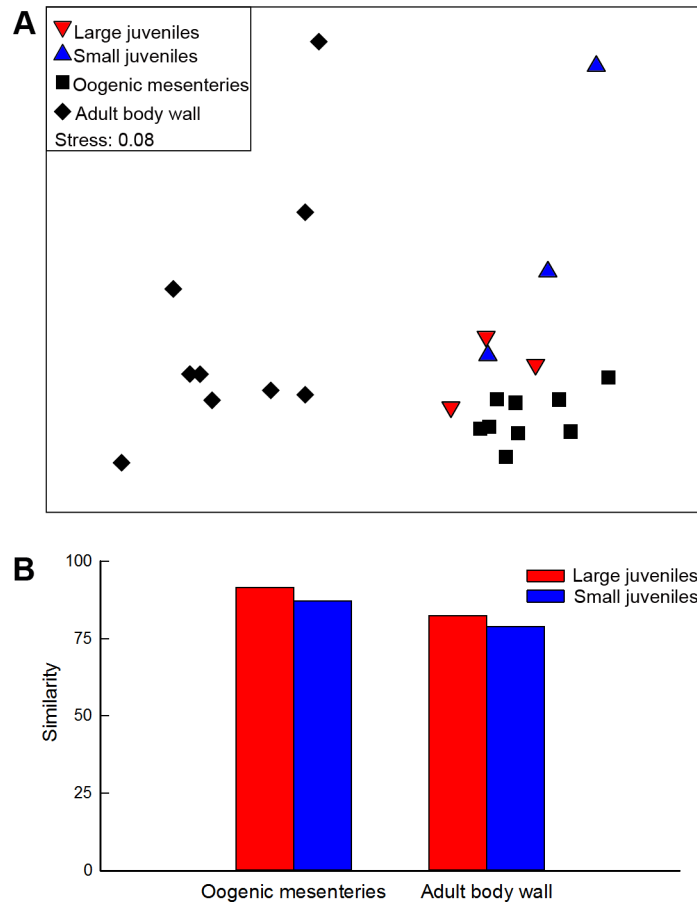 A
Large juveniles
Small juveniles
Oogenic mesenteries
Adult body wall
Stress: 0.08
B
100
75
50
25
0
Similarity
Large juveniles
Small juveniles
Oogenic mesenteries
Adult body wall